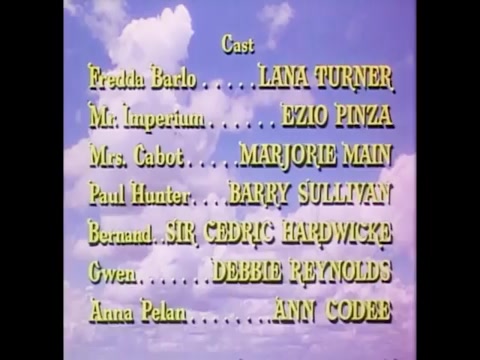 Cast
Fredda Barlo.....LANA TURNER
Mr. Imperium......EZIO PINZA
Mrs. Cabot.....MARJORIE MAIN
Paul Hunter...BARRY SULLIVAN
Bernand..SIR CEDRIC HARDWICKE
Gwen.......DEBBIE REYNOLDS
Anna Pelan........ANN CODEE